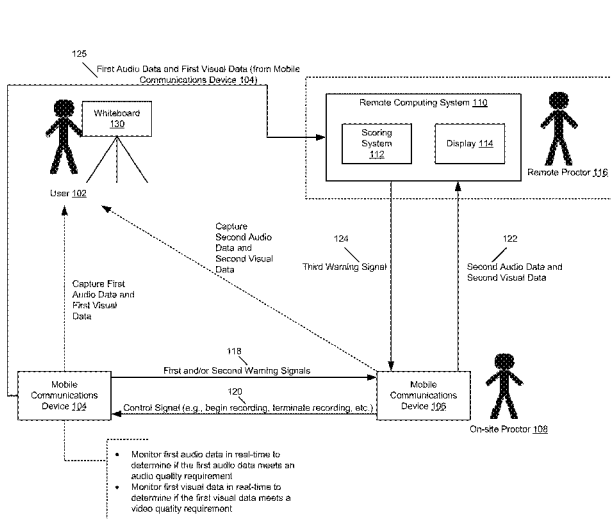 125
First Audio Data and First Visual Data (from Mobile
Communications Device 104)
Whiteboard
130
User 102
Remote Computing System 110
Scoring
System
112
Display 114
Remote Proctor 116
Capture
Second Audio
Data and
Second Visual
Data
124
Third Warning Signal
122
Second Audio Data and
Second Visual Data
Capture First
Audio Data and
First Visual
Data
118
First and/or Second Warning Signals
120
Control Signal (e.g., begin recording, terminate recording, etc.)
Mobile
Communications
Device 104
Mobile
Communications
Device 106
On-site Proctor 108
• Monitor first audio data in real-time to
determine if the first audio data meets an
audio quality requirement
• Monitor first visual data in real-time to
determine if the first visual data meets a
video quality requirement